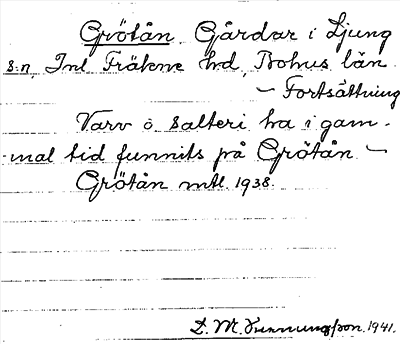 Grötån Gårdar i Ljung
s:n, Inl Fräkne hd, Bohus län
– Fortsättning
Varv o salteri ha i gam-
mal tid funnits på Grötån –
Grötån mtl. 1938.
D. M. 1941.